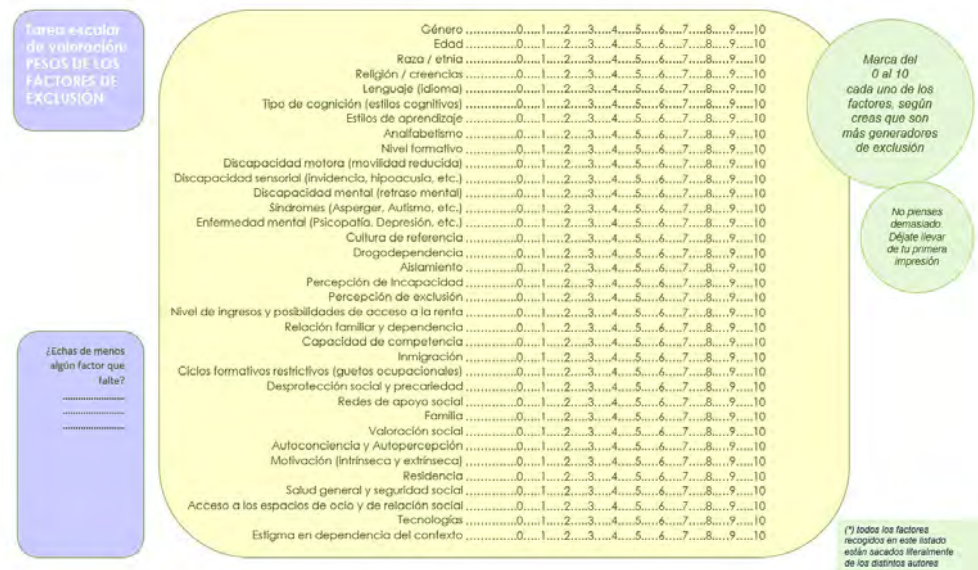 Tarea escolar
de valoración:
PESOS DE LOS
FACTORES DE
EXCLUSIÓN
Género ..............0.....1.....2.....3.....4.....5.....6.....7.....8.....9.....10
Edad ..............0.....1.....2.....3.....4.....5.....6.....7.....8.....9.....10
Raza / etnia ..............0.....1.....2.....3.....4.....5.....6.....7.....8.....9.....10
Religión / creencias ..............0.....1.....2.....3.....4.....5.....6.....7.....8.....9.....10
Lenguaje (idioma) ..............0.....1.....2.....3.....4.....5.....6.....7.....8.....9.....10
Tipo de cognición (estilos cognitivos) ..............0.....1.....2.....3.....4.....5.....6.....7.....8.....9.....10
Estilos de aprendizaje ..............0.....1.....2.....3.....4.....5.....6.....7.....8.....9.....10
Analfabetismo ..............0.....1.....2.....3.....4.....5.....6.....7.....8.....9.....10
Nivel formativo ..............0.....1.....2.....3.....4.....5.....6.....7.....8.....9.....10
Discapacidad motora (movilidad reducida) ..............0.....1.....2.....3.....4.....5.....6.....7.....8.....9.....10
Discapacidad sensorial (invidencia, hipoacusia, etc.) ..............0.....1.....2.....3.....4.....5.....6.....7.....8.....9.....10
Discapacidad mental (retraso mental) ..............0.....1.....2.....3.....4.....5.....6.....7.....8.....9.....10
Síndromes (Asperger, Autismo, etc.) ..............0.....1.....2.....3.....4.....5.....6.....7.....8.....9.....10
Enfermedad mental (Psicopatía, Depresión, etc.) ..............0.....1.....2.....3.....4.....5.....6.....7.....8.....9.....10
Cultura de referencia ..............0.....1.....2.....3.....4.....5.....6.....7.....8.....9.....10
Drogodependencia ..............0.....1.....2.....3.....4.....5.....6.....7.....8.....9.....10
Aislamiento ..............0.....1.....2.....3.....4.....5.....6.....7.....8.....9.....10
Percepción de Incapacidad ..............0.....1.....2.....3.....4.....5.....6.....7.....8.....9.....10
Percepción de exclusión ..............0.....1.....2.....3.....4.....5.....6.....7.....8.....9.....10
Nivel de ingresos y posibilidades de acceso a la renta ..............0.....1.....2.....3.....4.....5.....6.....7.....8.....9.....10
Relación familiar y dependencia ..............0.....1.....2.....3.....4.....5.....6.....7.....8.....9.....10
Capacidad de competencia ..............0.....1.....2.....3.....4.....5.....6.....7.....8.....9.....10
Inmigración ..............0.....1.....2.....3.....4.....5.....6.....7.....8.....9.....10
Ciclos formativos restrictivos (guetos ocupacionales) ..............0.....1.....2.....3.....4.....5.....6.....7.....8.....9.....10
Desprotección social y precariedad ..............0.....1.....2.....3.....4.....5.....6.....7.....8.....9.....10
Redes de apoyo social ..............0.....1.....2.....3.....4.....5.....6.....7.....8.....9.....10
Familia ..............0.....1.....2.....3.....4.....5.....6.....7.....8.....9.....10
Valoración social ..............0.....1.....2.....3.....4.....5.....6.....7.....8.....9.....10
Autoconciencia y Autopercepción ..............0.....1.....2.....3.....4.....5.....6.....7.....8.....9.....10
Motivación (intrínseca y extrínseca) ..............0.....1.....2.....3.....4.....5.....6.....7.....8.....9.....10
Residencia ..............0.....1.....2.....3.....4.....5.....6.....7.....8.....9.....10
Salud general y seguridad social ..............0.....1.....2.....3.....4.....5.....6.....7.....8.....9.....10
Acceso a los espacios de ocio y de relación social ..............0.....1.....2.....3.....4.....5.....6.....7.....8.....9.....10
Tecnologías ..............0.....1.....2.....3.....4.....5.....6.....7.....8.....9.....10
Estigma en dependencia del contexto ..............0.....1.....2.....3.....4.....5.....6.....7.....8.....9.....10
Marca del
0 al 10
cada uno de los
factores, según
creas que son
más generadores
de exclusión
No pienses
demasiado.
Déjate llevar
de tu primera
impresión
¿Echas de menos
algún factor que
falte?
.......................
.......................
.......................
(*) todos los factores
recogidos en este listado
están sacados literalmente
de los distintos autores